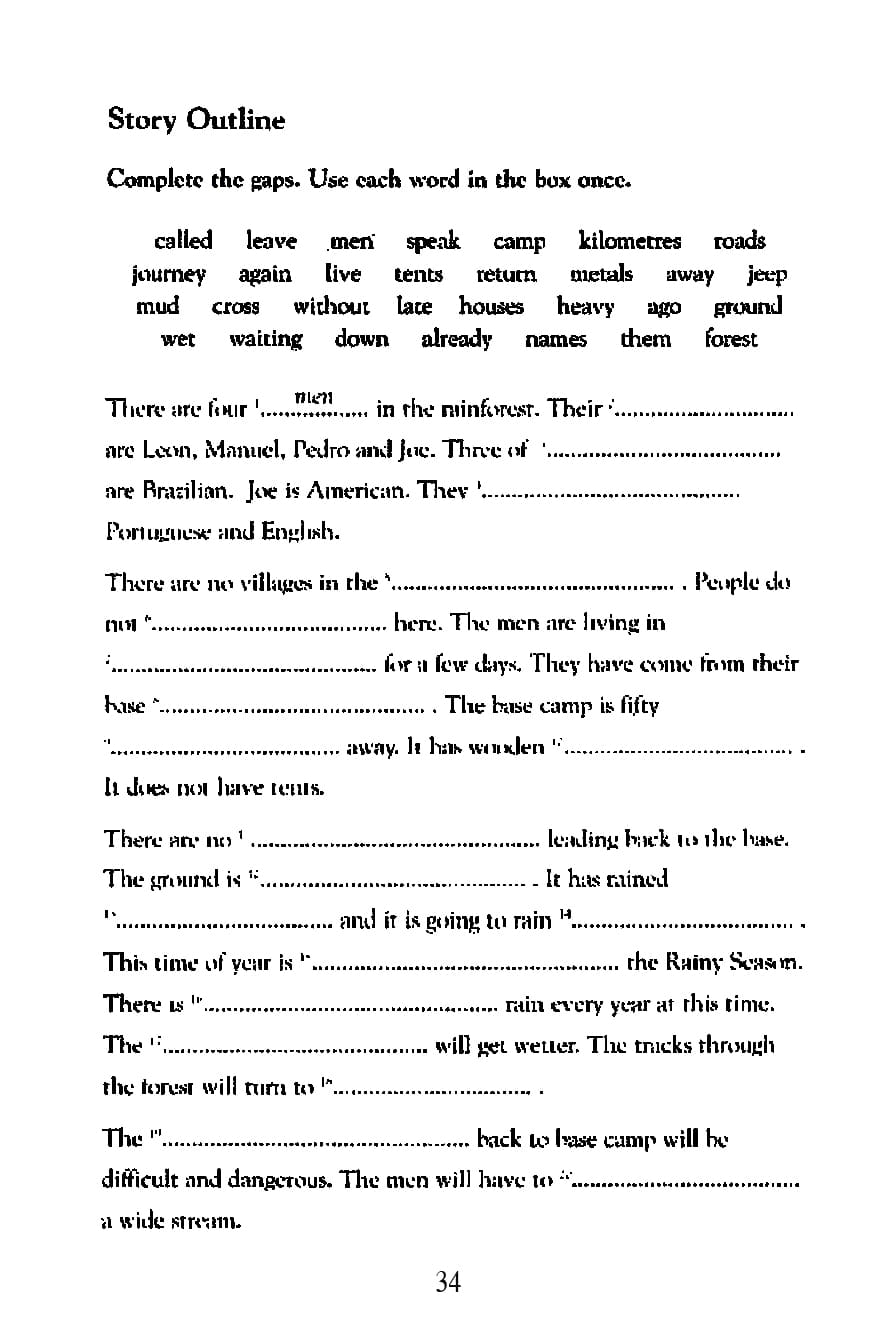 Story Outline
Complete the gaps. Use each word in the box once.
called leave men speak camp kilometres roads
journey again live tents return metals away jeep
mud cross without late houses heavy ago ground
wet waiting down already names them forest
There are four 1.......men........ in the rainforest. Their 2..............................
are Leon, Manuel, Pedro and Joe. Three of 3.......................................
are Brazilian. Joe is American. They 4...........................................
Portuguese and English.
There are no villages in the 5............................................... . People do
not 6....................................... here. The men are living in
7............................................ for a few days. They have come from their
base 8............................................ . The base camp is fifty
9...................................... away. It has wooden 10...................................... .
It does not have tents.
There are no 11................................................ leading back to the base.
The ground is 12............................................ . It has rained
13.................................... and it is going to rain 14..................................... .
This time of year is 15................................................... the Rainy Season.
There is 16................................................. rain every year at this time.
The 17............................................ will get wetter. The tracks through
the forest will turn to 18................................. .
The 19................................................... back to base camp will be
difficult and dangerous. The men will have to 20......................................
a wide stream.
34